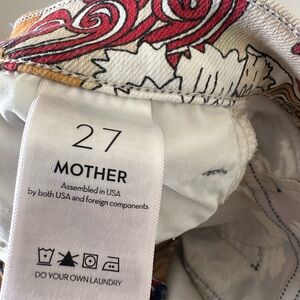 27
MOTHER
Assembled in USA
by both USA and foreign components
DO YOUR OWN LAUNDRY